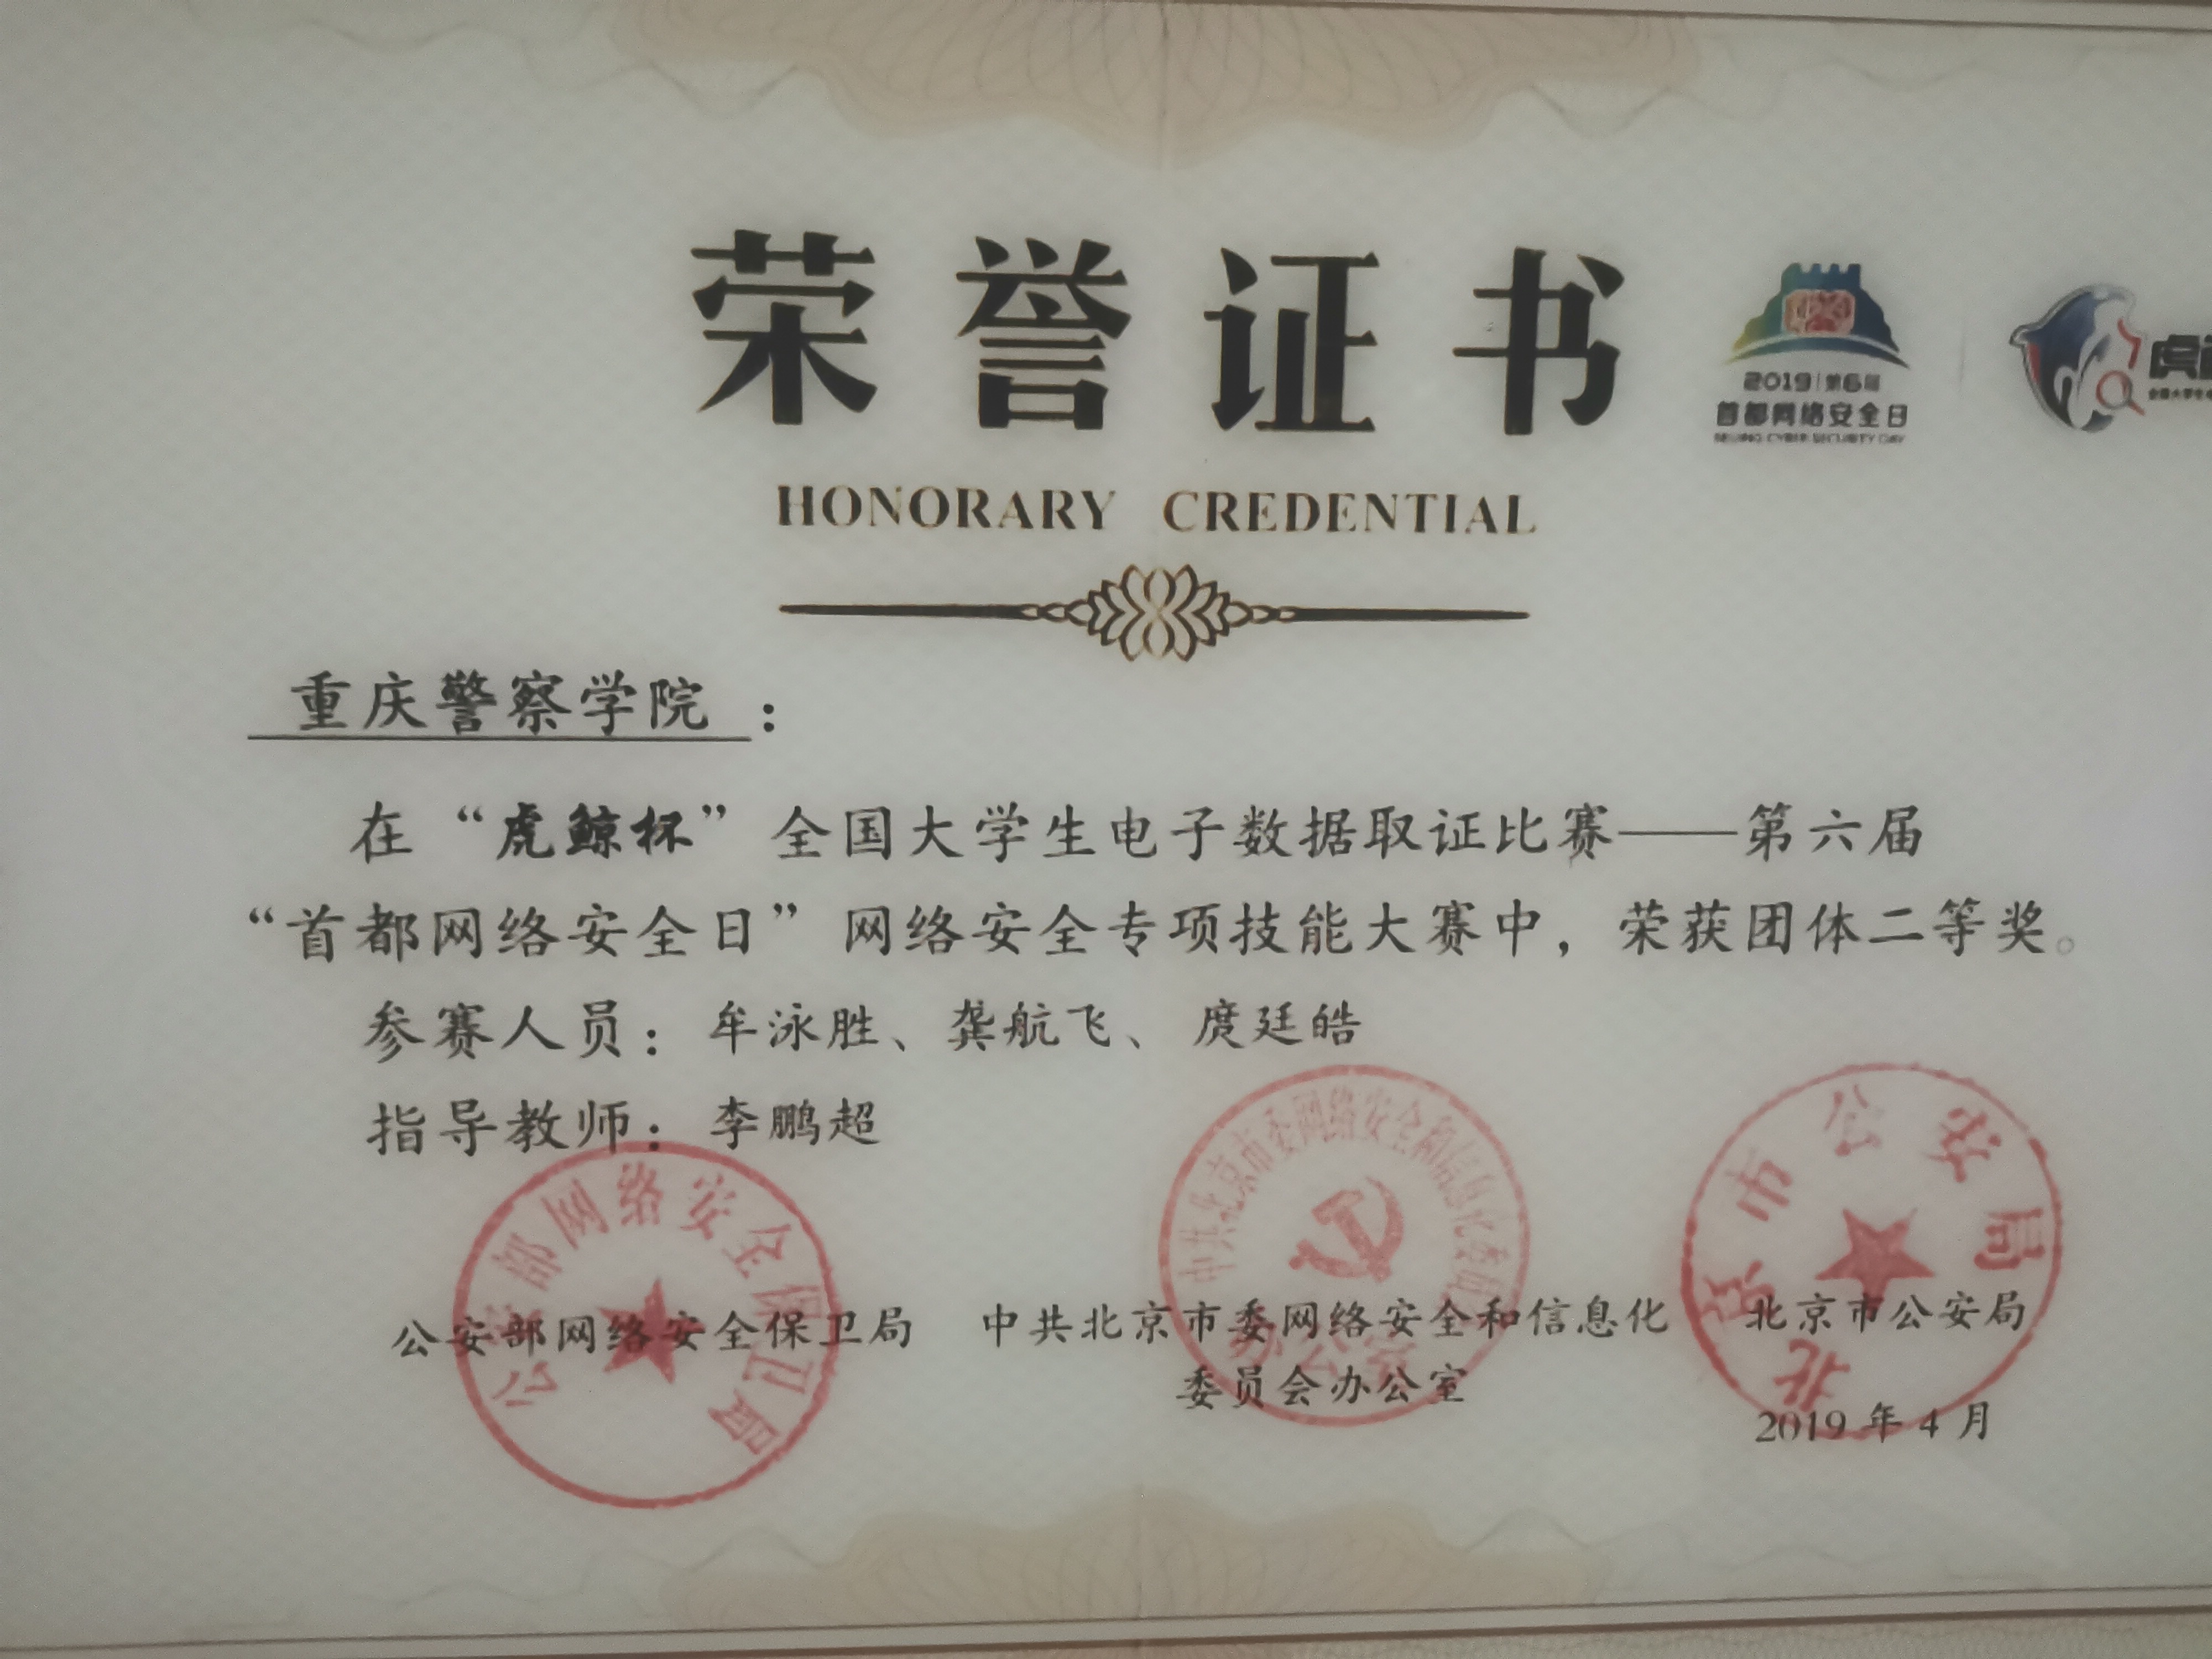 荣誉证书
2019 | 第6届
首都网络安全日
BEIJING CYBER SECURITY DAY
虎
HONORARY CREDENTIAL
重庆警察学院：
在“虎鲸杯”全国大学生电子数据取证比赛——第六届
“首都网络安全日”网络安全专项技能大赛中，荣获团体二等奖。
参赛人员：牟泳胜、龚航飞、庹廷皓
指导教师：李鹏超
公安部网络安全保卫局
中共北京市委网络安全和信息化委员会
北京市公安局
公安部网络安全保卫局 中共北京市委网络安全和信息化 北京市公安局
委员会办公室
2019 年 4 月